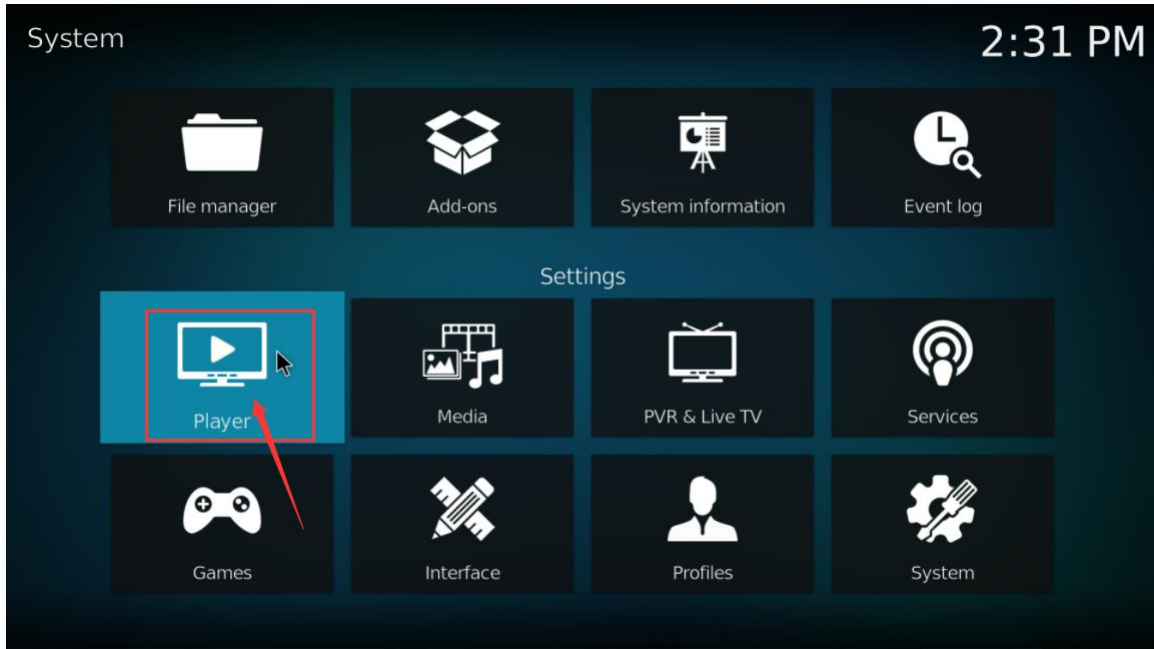 System
2:31 PM
File manager
Add-ons
System information
Event log
Settings
Player
Media
PVR & Live TV
Services
Games
Interface
Profiles
System